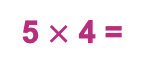 5 × 4 =